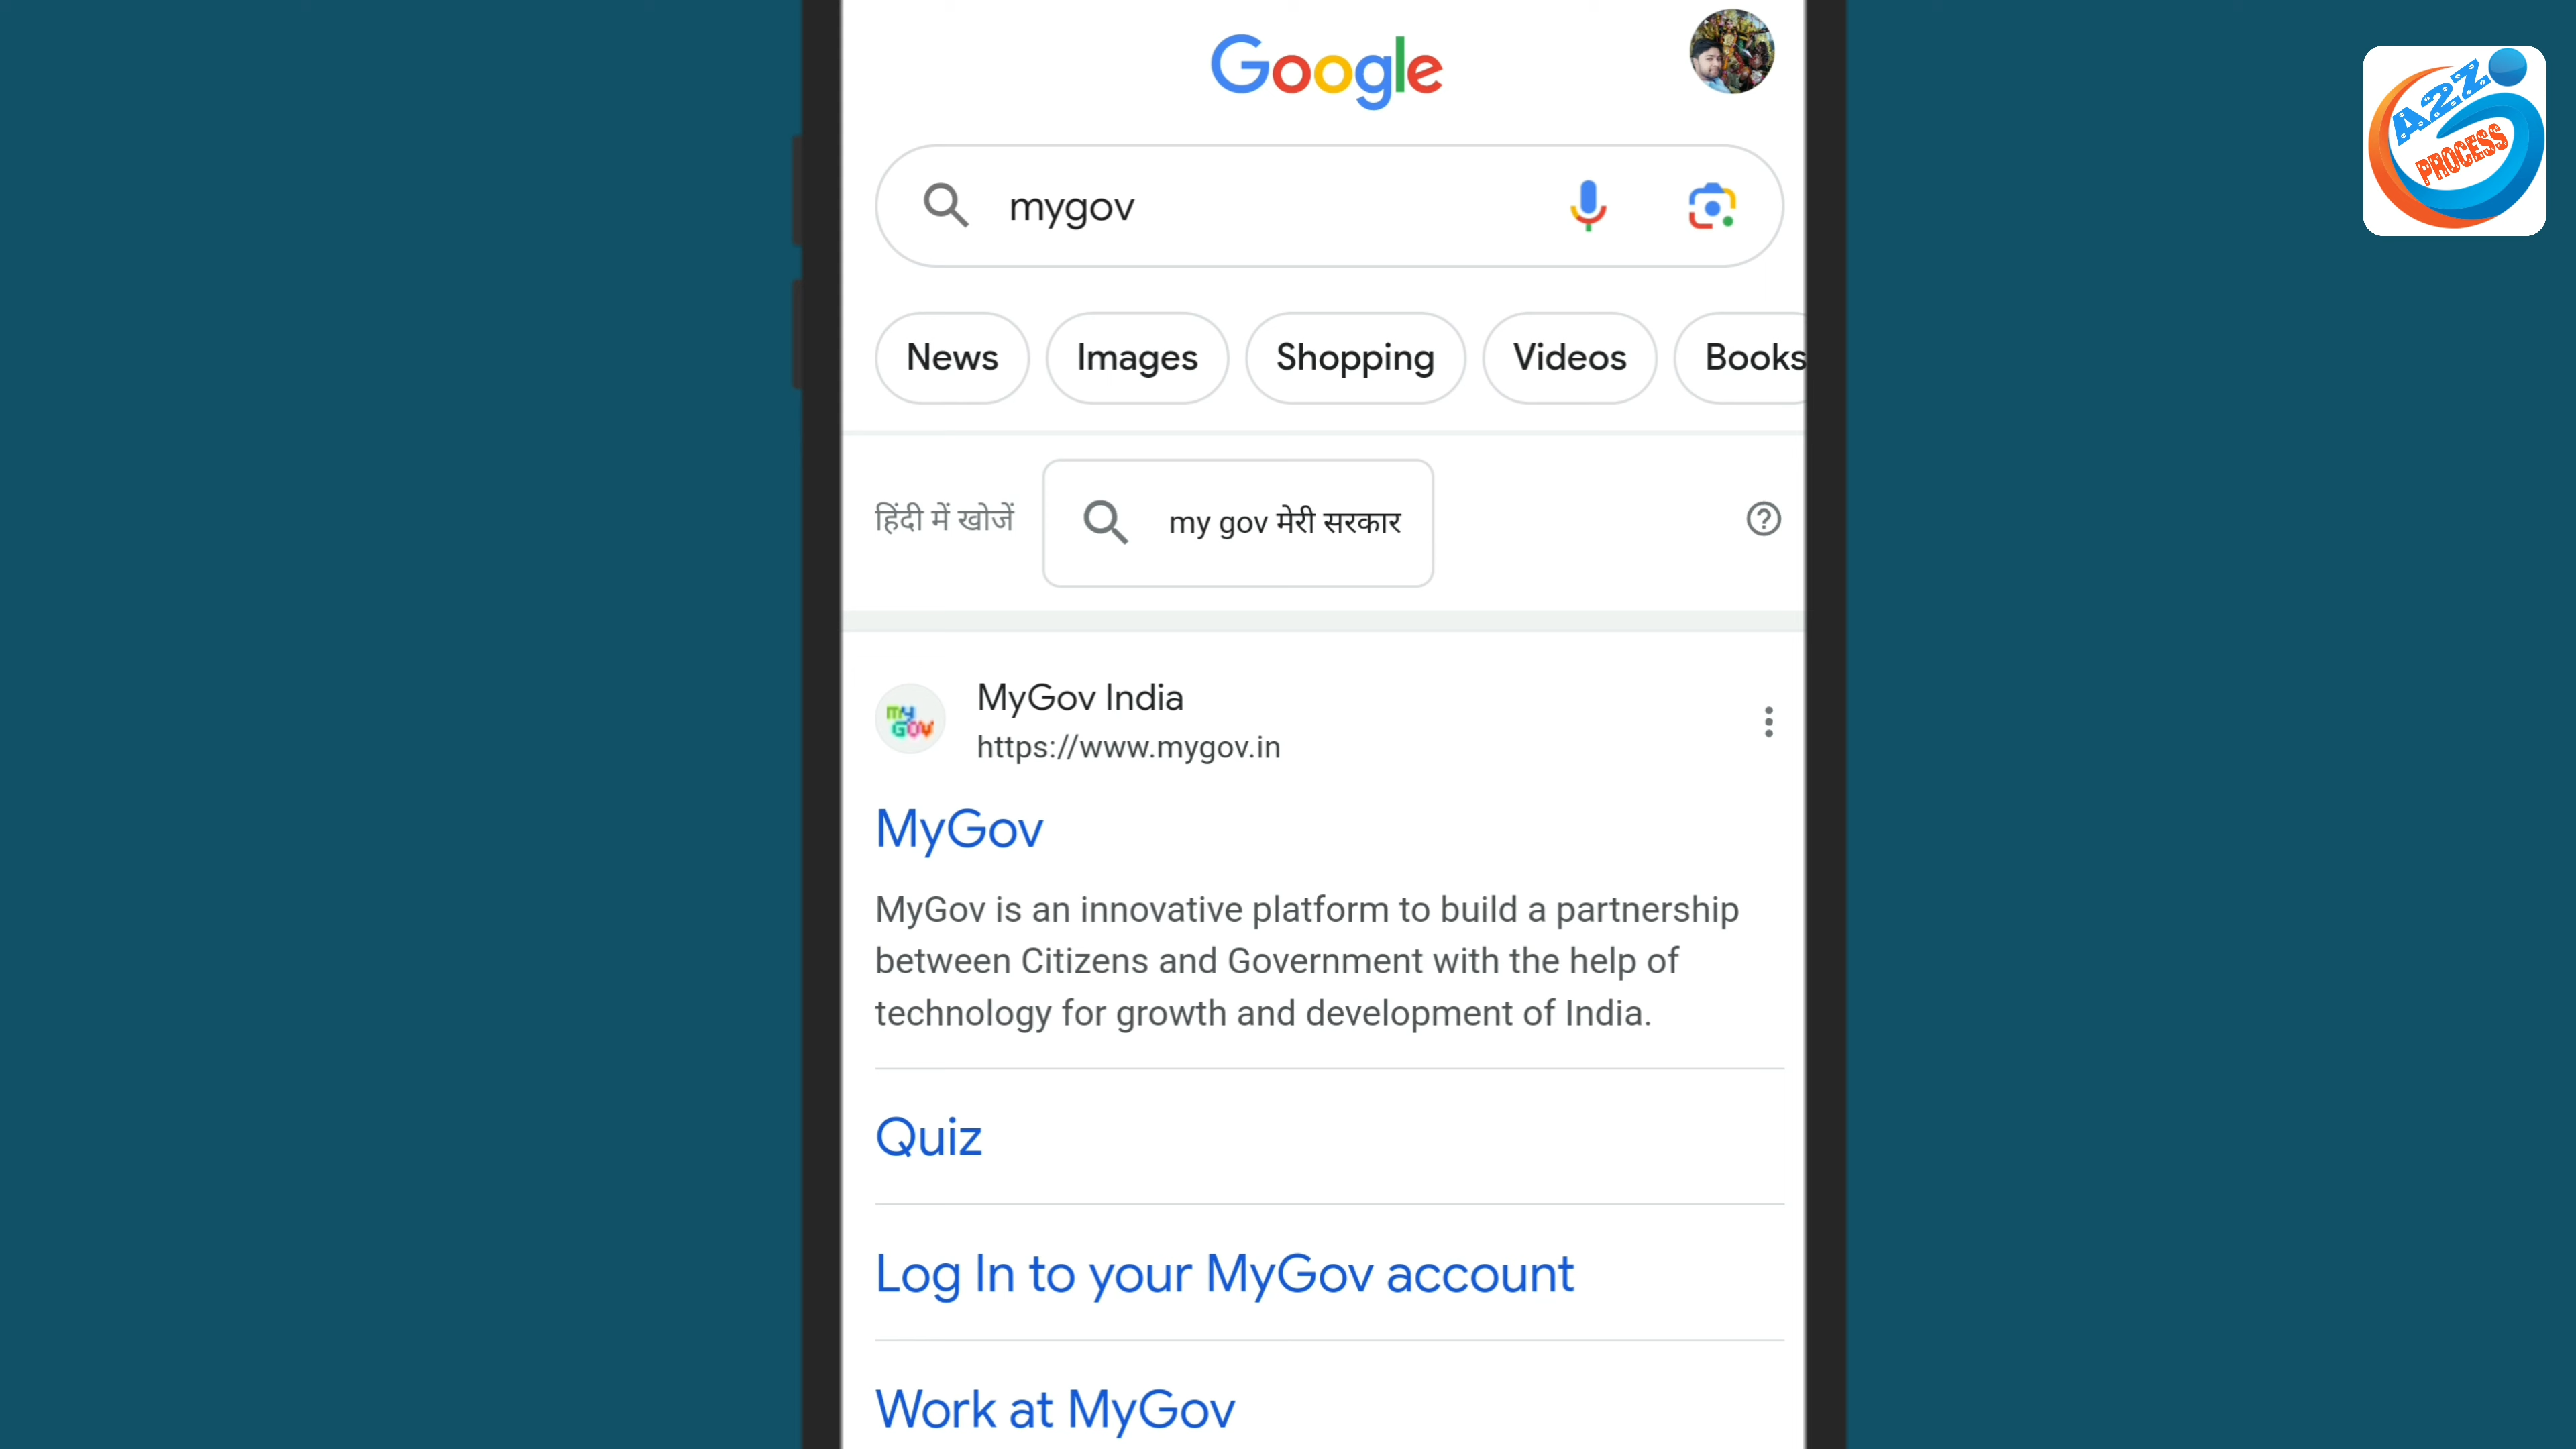 Google
mygov
News Images Shopping Videos Books
हिंदी में खोजें my gov मेरी सरकार
my GOV
MyGov India
https://www.mygov.in
MyGov
MyGov is an innovative platform to build a partnership
between Citizens and Government with the help of
technology for growth and development of India.
Quiz
Log In to your MyGov account
Work at MyGov
A2Z
PROCESS